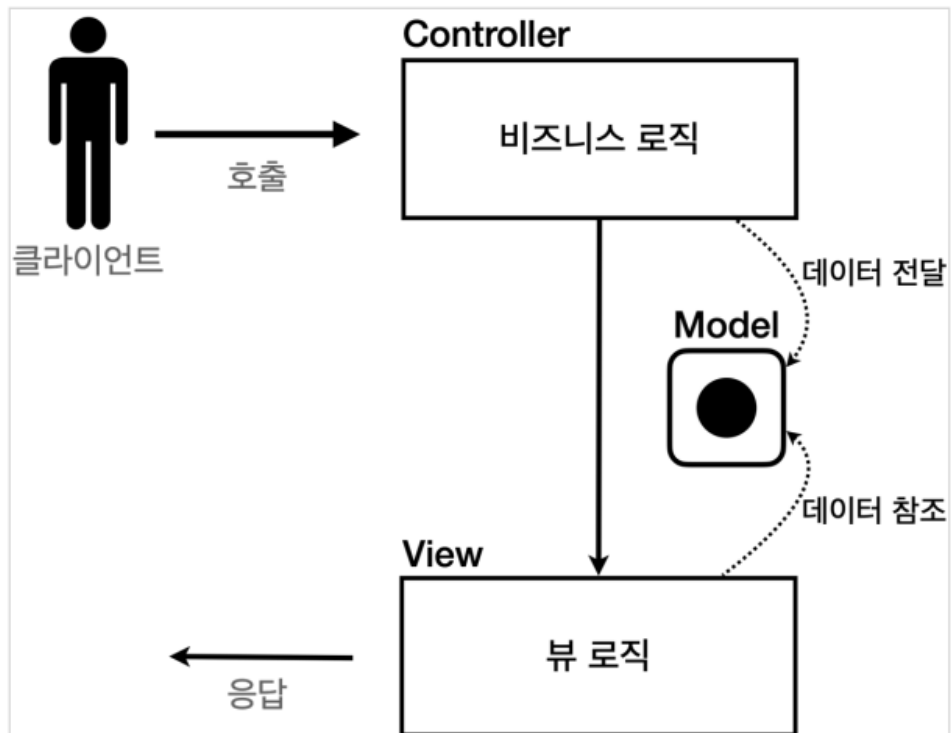 Controller
비즈니스 로직
호출
클라이언트
데이터 전달
Model
데이터 참조
View
뷰 로직
응답